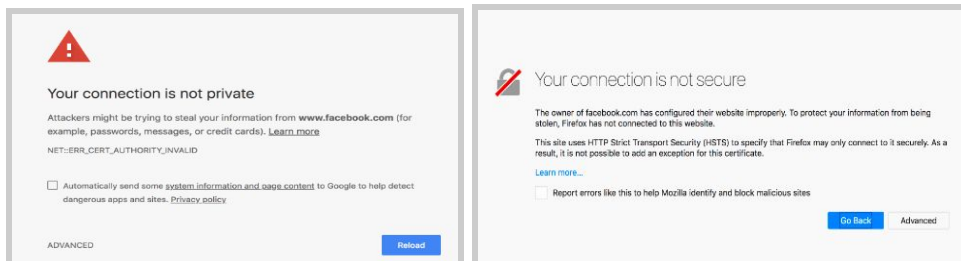 Your connection is not private
Attackers might be trying to steal your information from www.facebook.com (for
example, passwords, messages, or credit cards). Learn more
NET::ERR_CERT_AUTHORITY_INVALID
Automatically send some system information and page content to Google to help detect
dangerous apps and sites. Privacy policy
ADVANCED
Reload
Your connection is not secure
The owner of facebook.com has configured their website improperly. To protect your information from being
stolen, Firefox has not connected to this website.
This site uses HTTP Strict Transport Security (HSTS) to specify that Firefox may only connect to it securely. As a
result, it is not possible to add an exception for this certificate.
Learn more...
Report errors like this to help Mozilla identify and block malicious sites
Go Back
Advanced